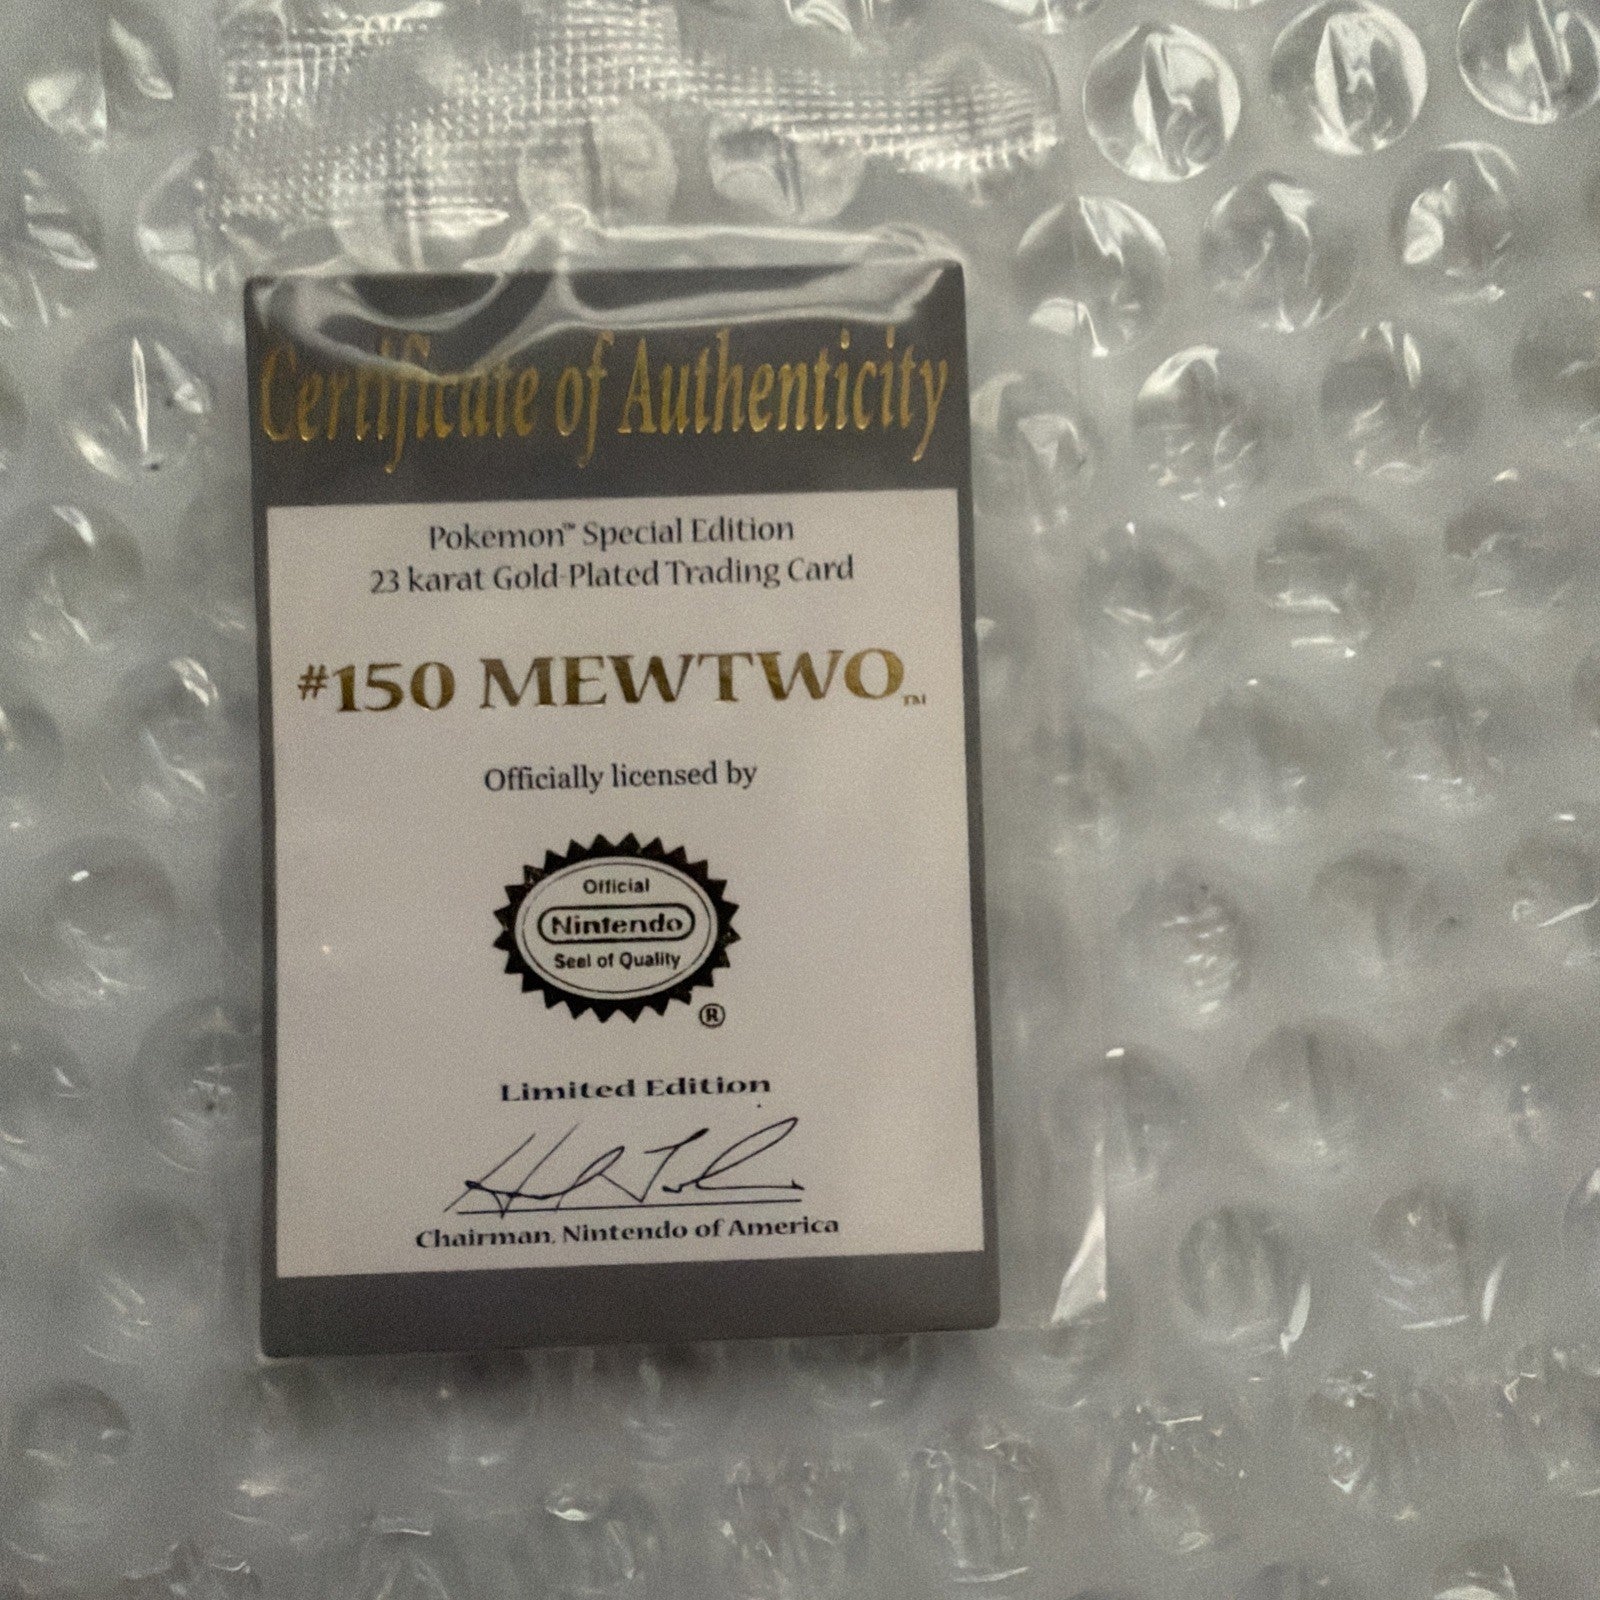 Certificate of Authenticity
Pokémon™ Special Edition
23 karat Gold-Plated Trading Card
#150 MEWTWO™
Officially licensed by
Official
Nintendo
Seal of Quality
®
Limited Edition
Chairman, Nintendo of America